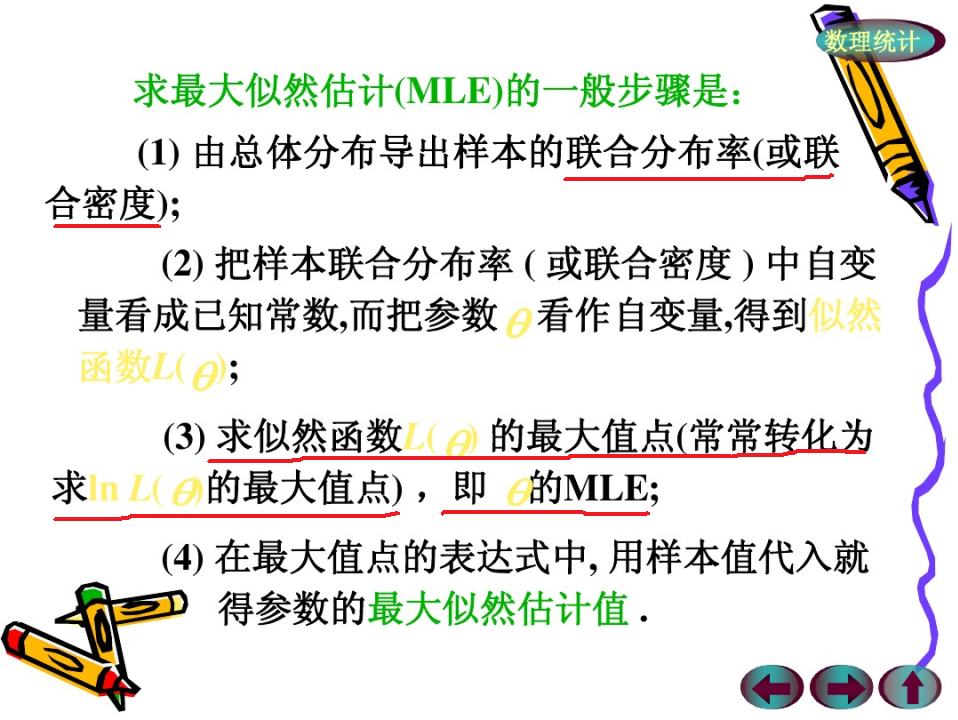 数理统计
求最大似然估计(MLE)的一般步骤是：
(1) 由总体分布导出样本的联合分布率(或联
合密度);
(2) 把样本联合分布率 ( 或联合密度 ) 中自变
量看成已知常数,而把参数 θ 看作自变量,得到似然
函数L( θ );
(3) 求似然函数L( θ ) 的最大值点(常常转化为
求ln L( θ )的最大值点) ，即 θ 的MLE;
(4) 在最大值点的表达式中, 用样本值代入就
得参数的最大似然估计值 .